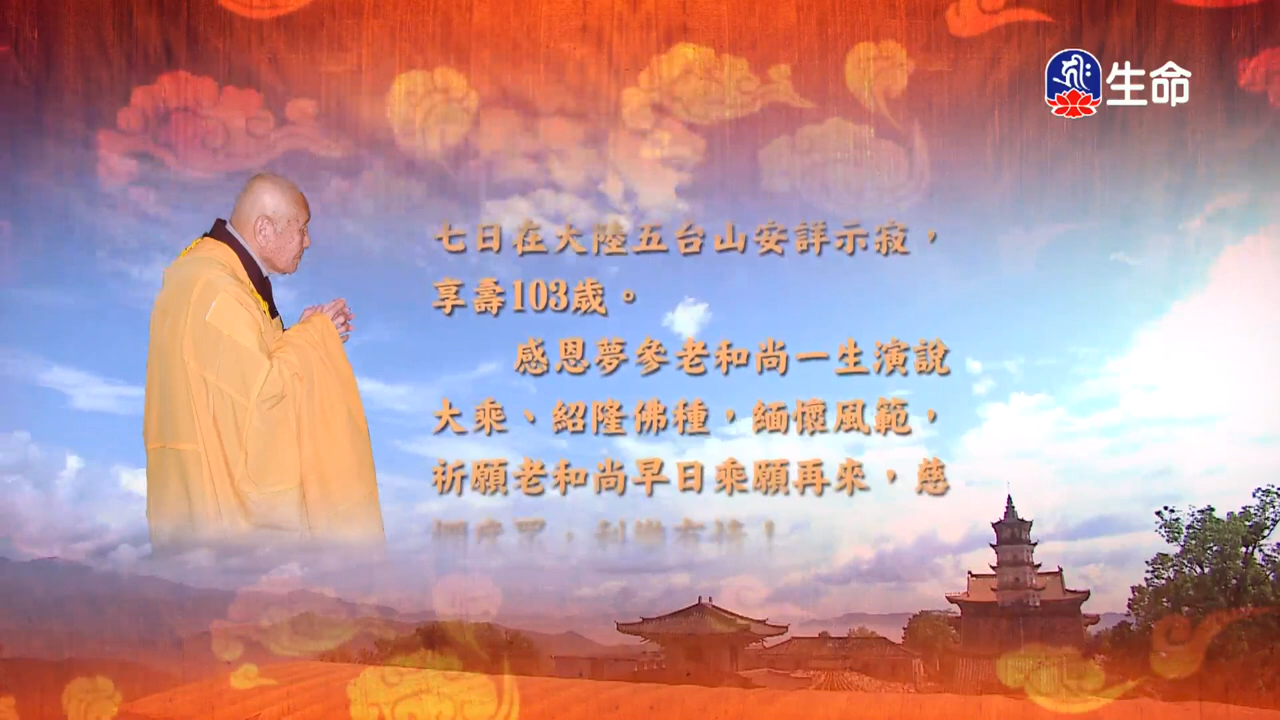 生命
七日在大陸五台山安詳示寂，
享壽103歲。
感恩夢參老和尚一生演說
大乘、紹隆佛種，緬懷風範，
祈願老和尚早日乘願再來，慈